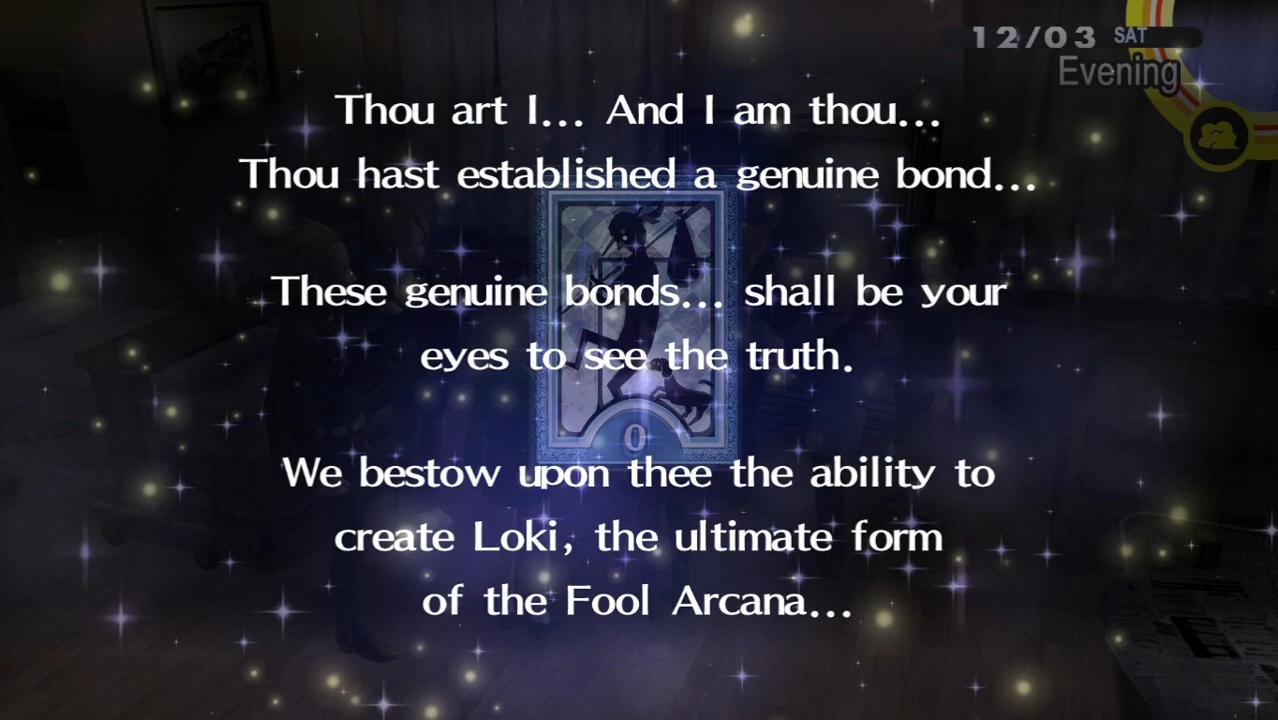 12/03 SAT
Evening
Thou art I... And I am thou...
Thou hast established a genuine bond...
These genuine bonds... shall be your
eyes to see the truth.
0
We bestow upon thee the ability to
create Loki, the ultimate form
of the Fool Arcana...